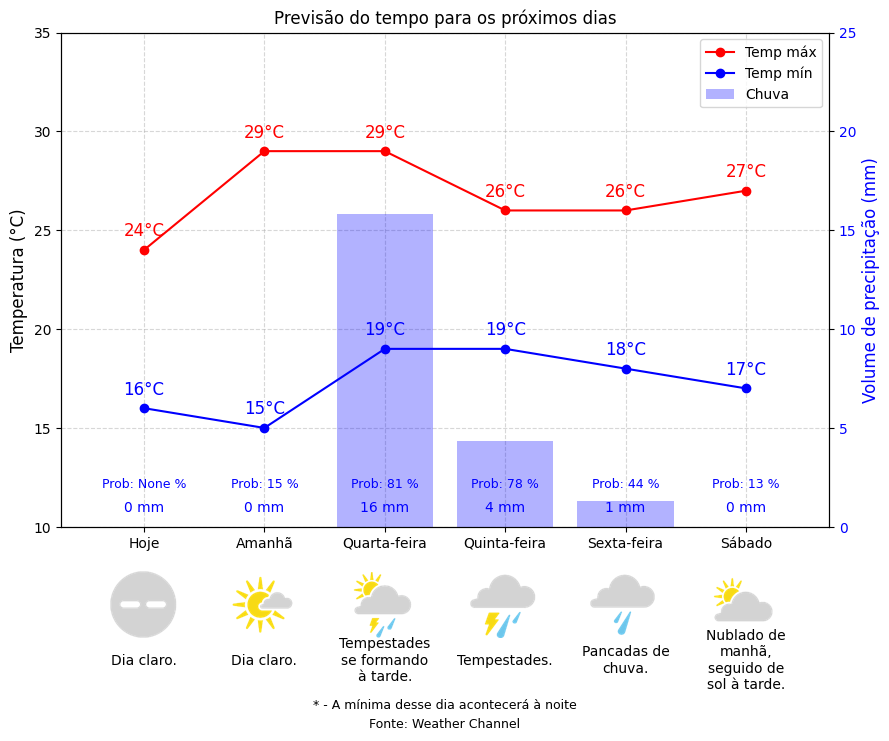 Previsão do tempo para os próximos dias
35
30
25
20
15
10
Temperatura (°C)
25
20
15
10
5
0
Volume de precipitação (mm)
Temp máx
Temp mín
Chuva
24°C
29°C
29°C
26°C
26°C
27°C
16°C
15°C
19°C
19°C
18°C
17°C
Prob: None %
Prob: 15 %
Prob: 81 %
Prob: 78 %
Prob: 44 %
Prob: 13 %
0 mm
0 mm
16 mm
4 mm
1 mm
0 mm
Hoje
Amanhã
Quarta-feira
Quinta-feira
Sexta-feira
Sábado
Dia claro.
Dia claro.
Tempestades
se formando
à tarde.
Tempestades.
Pancadas de
chuva.
Nublado de
manhã,
seguido de
sol à tarde.
* - A mínima desse dia acontecerá à noite
Fonte: Weather Channel